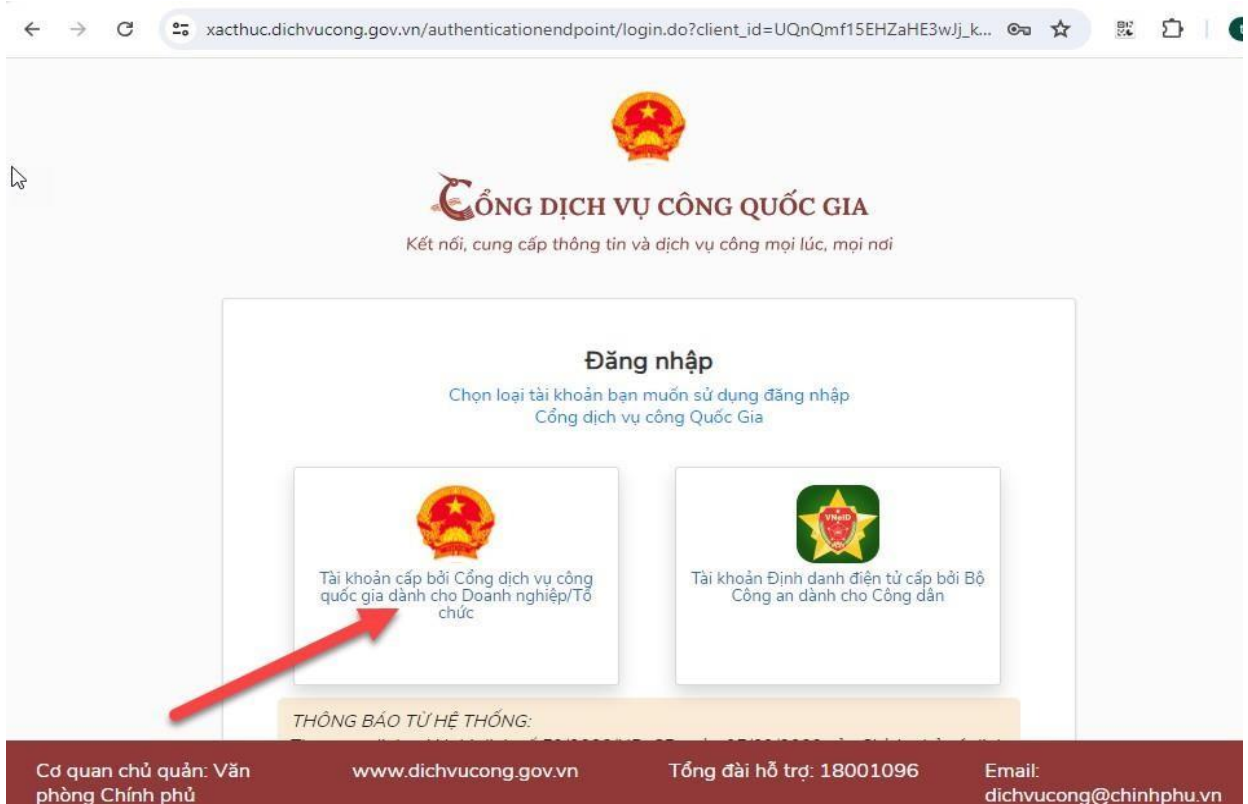 xacthuc.dichvucong.gov.vn/authenticationendpoint/login.do?client_id=UQnQmf15EHZaHE3wJj_k...
CỔNG DỊCH VỤ CÔNG QUỐC GIA
Kết nối, cung cấp thông tin và dịch vụ công mọi lúc, mọi nơi
Đăng nhập
Chọn loại tài khoản bạn muốn sử dụng đăng nhập
Cổng dịch vụ công Quốc Gia
Tài khoản cấp bởi Cổng dịch vụ công
quốc gia dành cho Doanh nghiệp/Tổ
chức
VNeID
Tài khoản Định danh điện tử cấp bởi Bộ
Công an dành cho Công dân
THÔNG BÁO TỪ HỆ THỐNG:
Cơ quan chủ quản: Văn
phòng Chính phủ
www.dichvucong.gov.vn
Tổng đài hỗ trợ: 18001096
Email:
dichvucong@chinhphu.vn